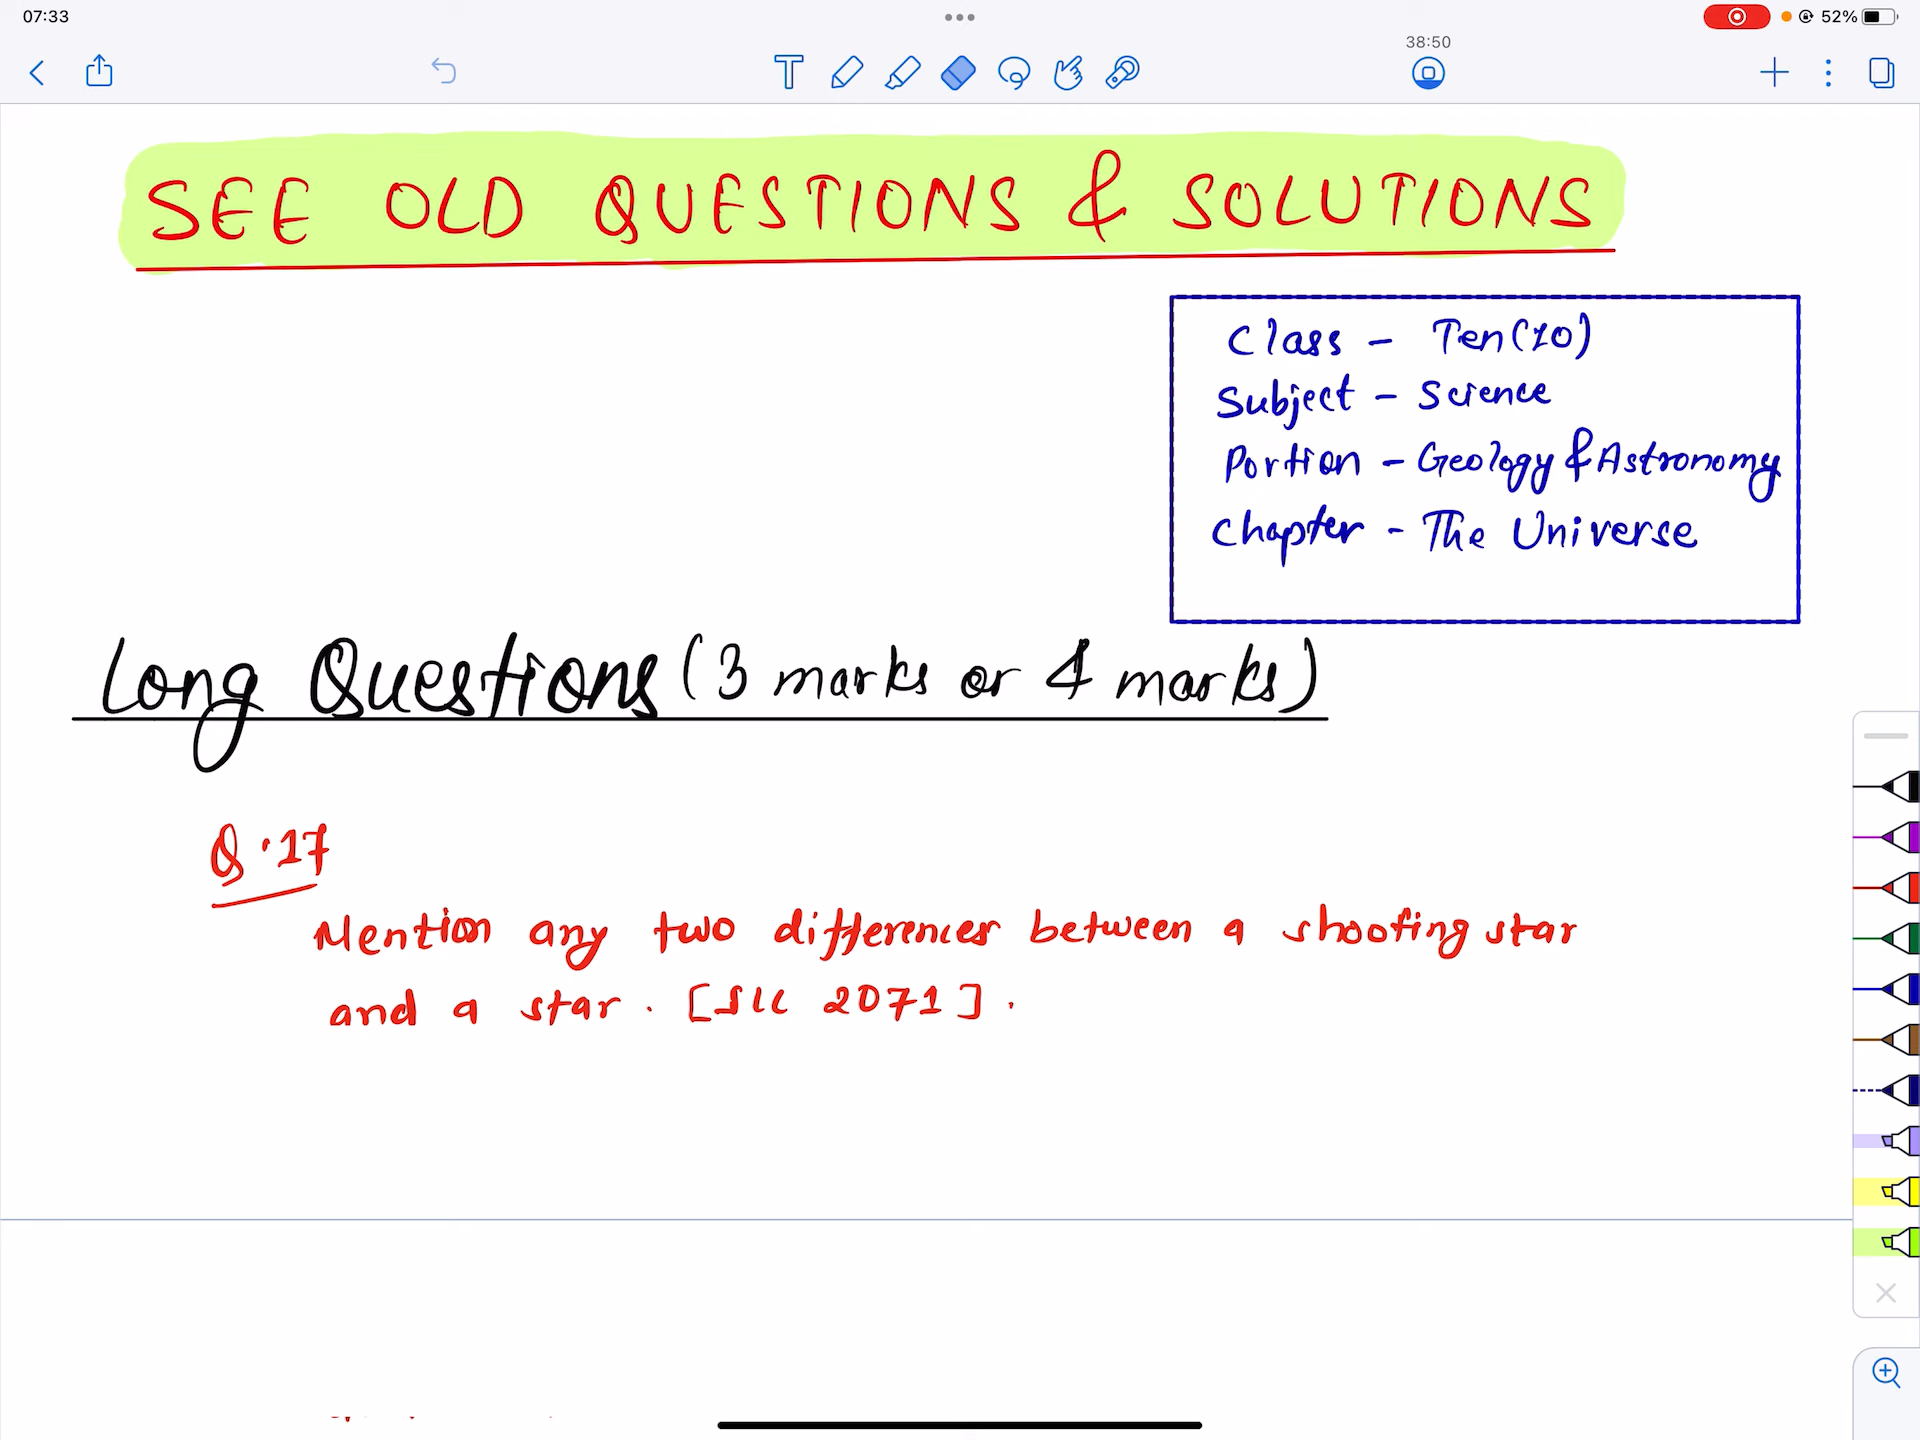 07:33
52%
38:50
SEE OLD QUESTIONS & SOLUTIONS
Class - Ten(10)
Subject - Science
Portion - Geology & Astronomy
Chapter - The Universe
Long Questions (3 marks or 4 marks)
Q.17
Mention any two differences between a shooting star
and a star. [SLC 2071].